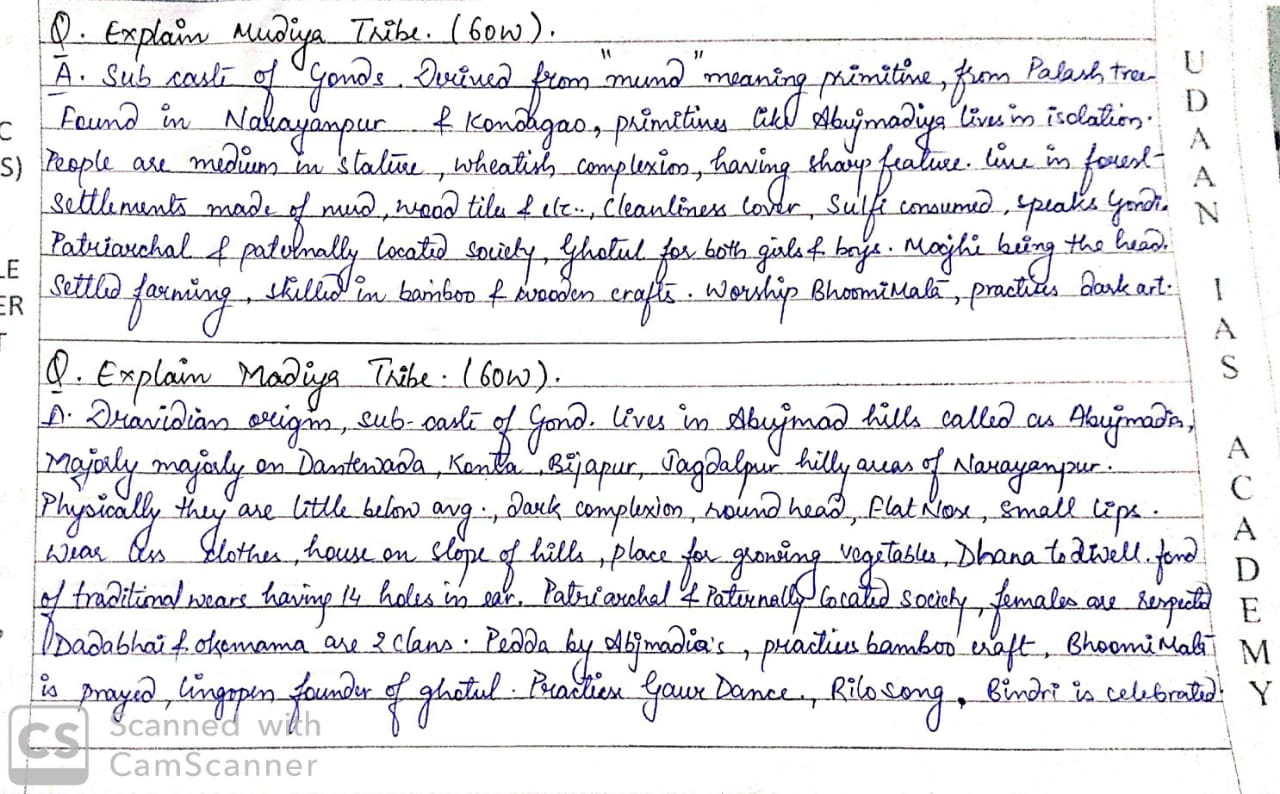 Q. Explain Mudiya Tribe. (60w).
A. Sub caste of Gonds. Derived from "mund" meaning primitive, from Palash tree.
Found in Narayanpur & Kondagao, primitives like Abujmadiya lives in isolation.
People are medium in stature, wheatish complexion, having sharp feature. live in forest-
settlements made of mud, wood tiles & etc.., Cleanliness lover, Sulfi consumed, speaks Gondi.
Patriarchal & paternally located society, Ghotul for both girls & boys. Majhi being the head.
Settled farming, skilled in bamboo & wooden crafts. Worship BhoomiMata, practices dark art.
Q. Explain Madiya Tribe. (60w).
A. Dravidian origin, sub-caste of Gond. lives in Abujmad hills called as Abujmadia,
Majorly majorly on Dantewada, Konta, Bijapur, Jagdalpur hilly areas of Narayanpur.
Physically they are little below avg., dark complexion, round head, flat Nose, small lips.
Wear less clothes, house on slope of hills, place for growing vegetables, Dhana to dwell. fond
of traditional wears having 14 holes in ear. Patriarchal & Paternally located society, females are respected
Dadabhai & okemama are 2 clans. Pedda by Abjmadia's, practices bamboo craft, BhoomiMata
is prayed, lingopen founder of ghotul. Practiese Gaur Dance., Rilo song, Bindri is celebrated.
C
S)
LE
ER
T
UDAAN IAS ACADEMY
CS Scanned with
CamScanner